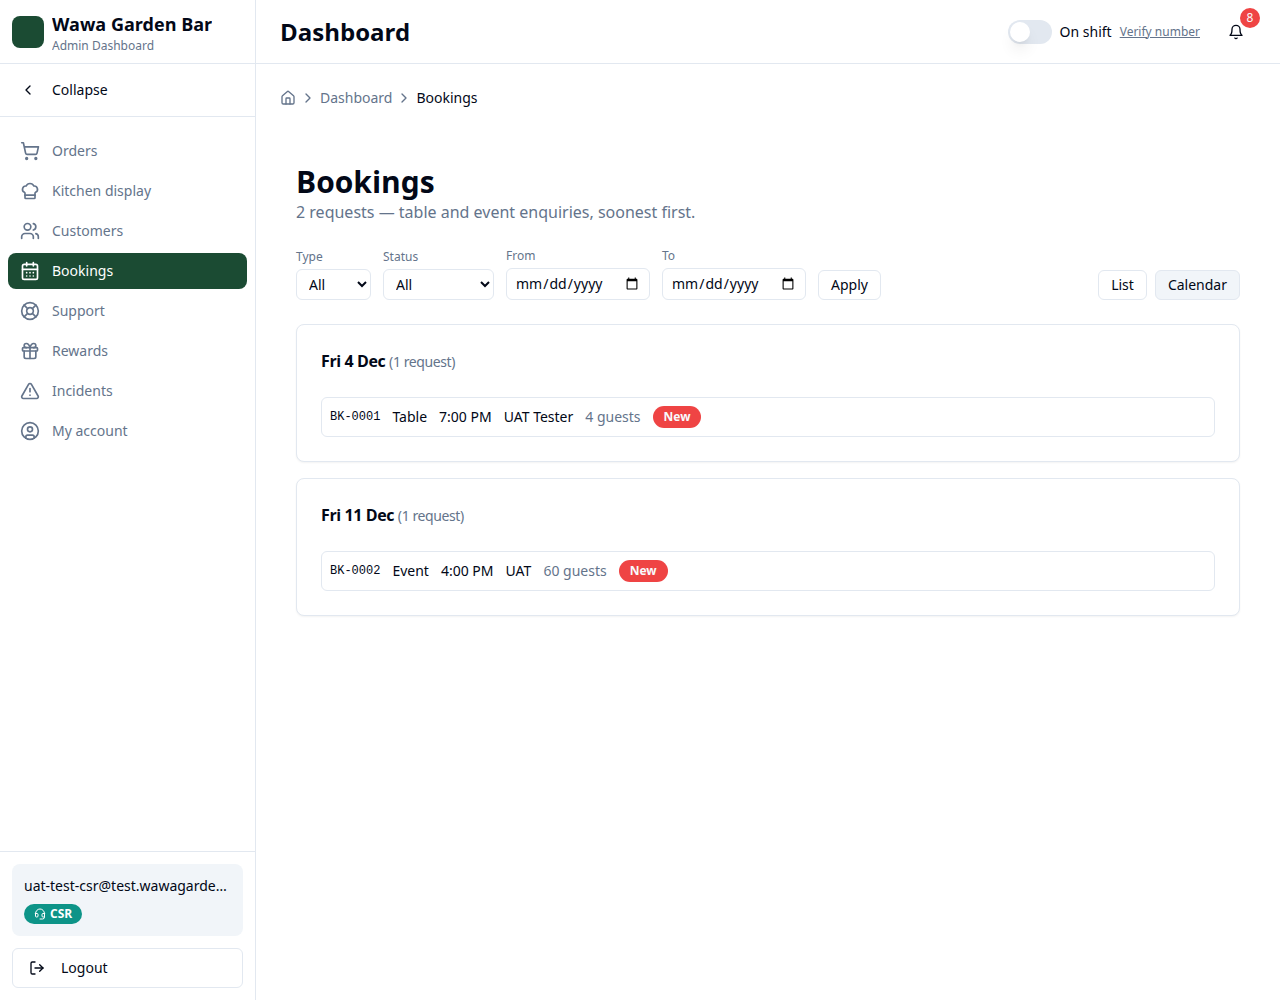 Wawa Garden Bar
Admin Dashboard
Dashboard
On shift
Verify number
8
Collapse
Dashboard
Bookings
Orders
Kitchen display
Customers
Bookings
Support
Rewards
Incidents
My account
Bookings
2 requests — table and event enquiries, soonest first.
Type
Status
From
To
All
All
mm/dd/yyyy
mm/dd/yyyy
Apply
List
Calendar
Fri 4 Dec (1 request)
BK-0001 Table 7:00 PM UAT Tester 4 guests New
Fri 11 Dec (1 request)
BK-0002 Event 4:00 PM UAT 60 guests New
uat-test-csr@test.wawagarde...
CSR
Logout